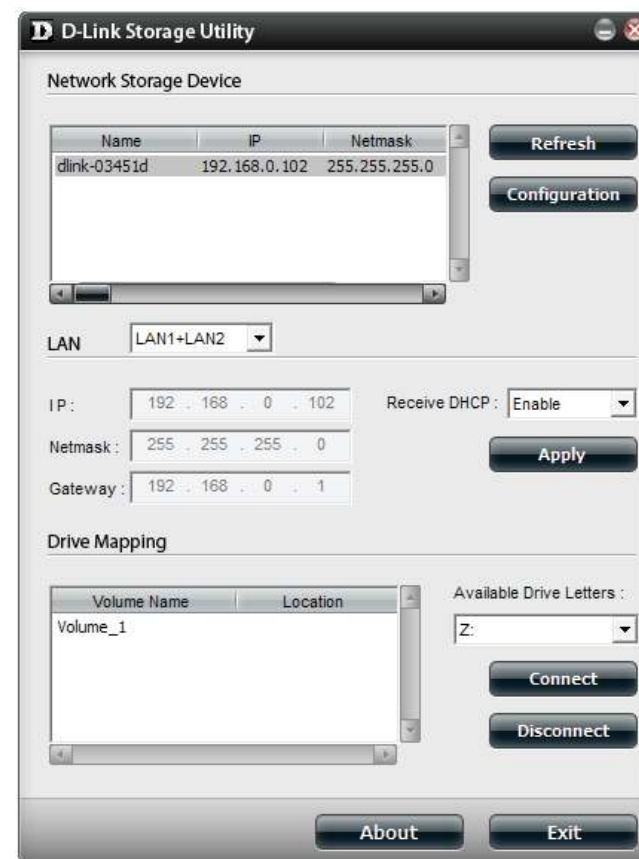 D D-Link Storage Utility
Network Storage Device
Name IP Netmask
dlink-03451d 192.168.0.102 255.255.255.0
Refresh
Configuration
LAN LAN1+LAN2
IP : 192 . 168 . 0 . 102 Receive DHCP : Enable
Netmask : 255 . 255 . 255 . 0
Apply
Gateway : 192 . 168 . 0 . 1
Drive Mapping
Volume Name Location
Volume_1
Available Drive Letters :
Z:
Connect
Disconnect
About Exit